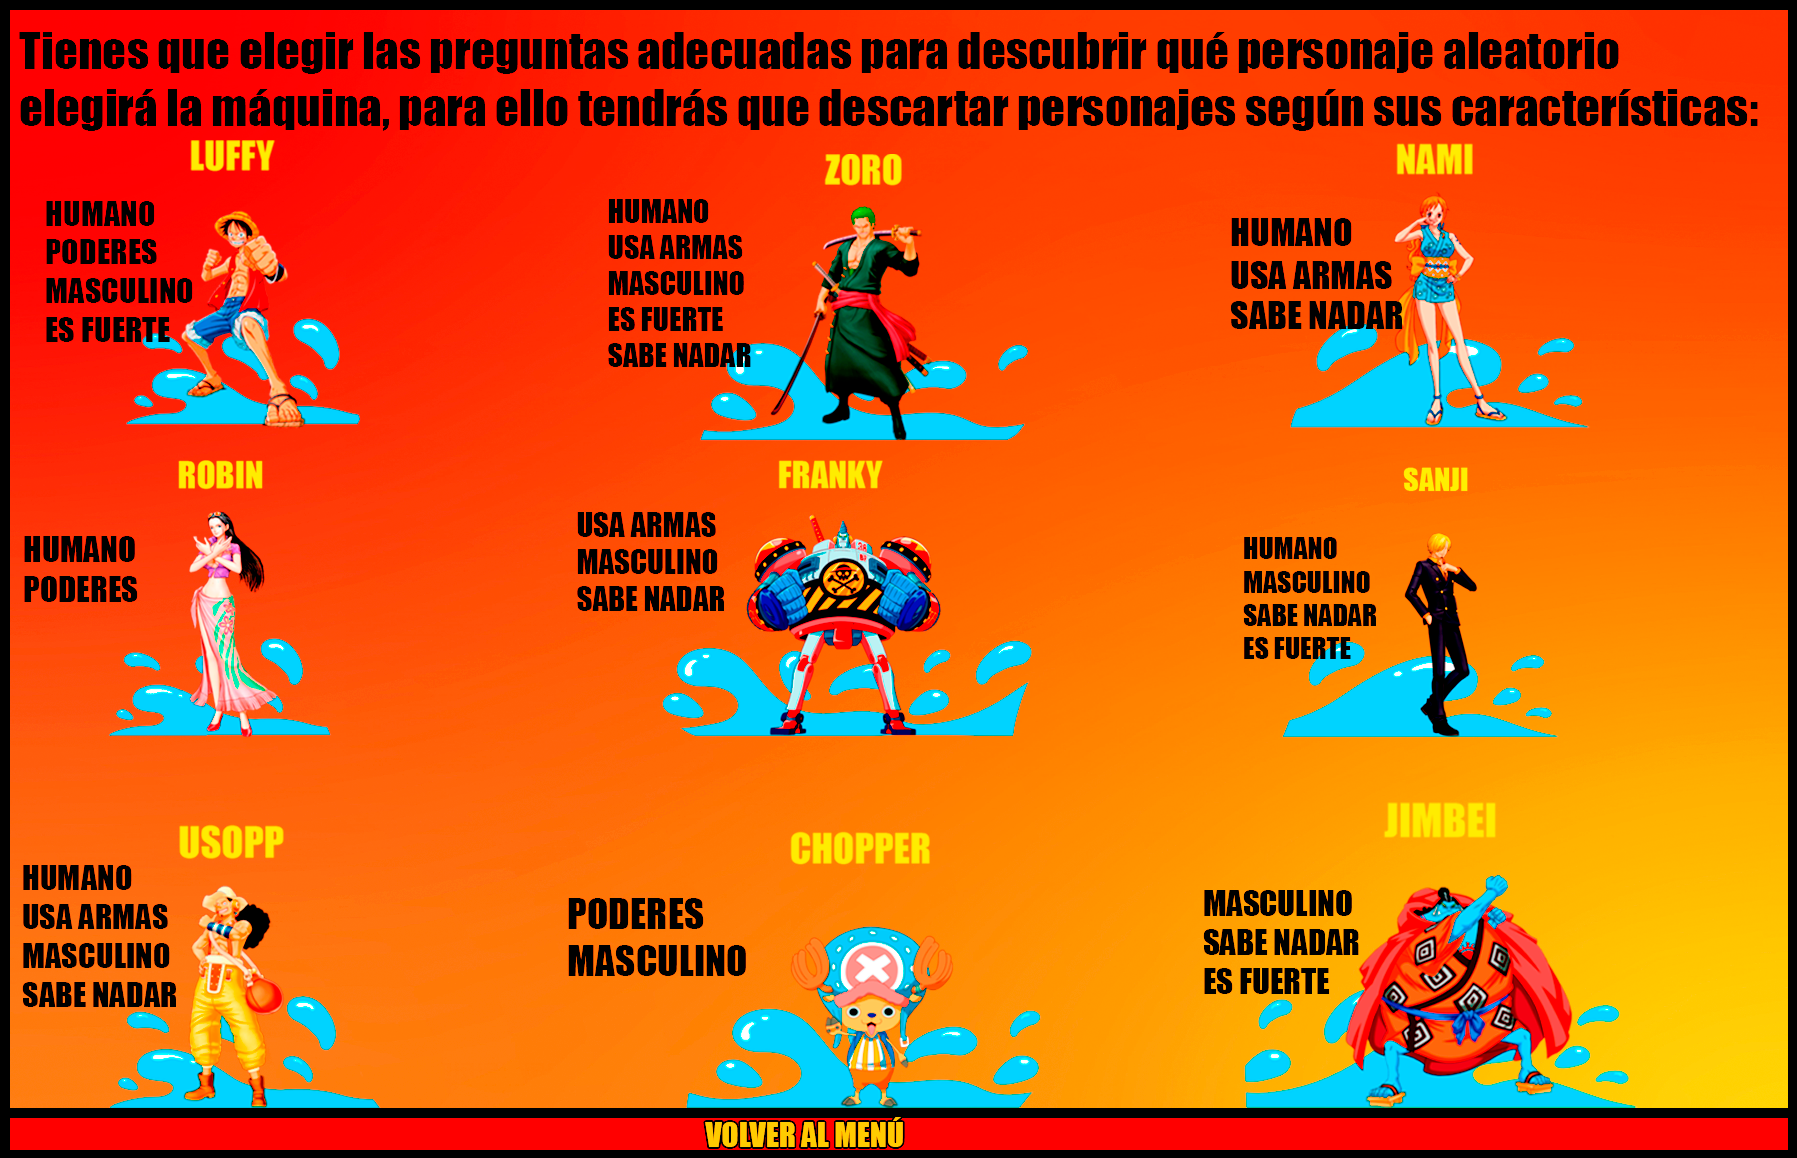 Tienes que elegir las preguntas adecuadas para descubrir qué personaje aleatorio
elegirá la máquina, para ello tendrás que descartar personajes según sus características:
LUFFY
HUMANO
PODERES
MASCULINO
ES FUERTE
ZORO
HUMANO
USA ARMAS
MASCULINO
ES FUERTE
SABE NADAR
NAMI
HUMANO
USA ARMAS
SABE NADAR
ROBIN
HUMANO
PODERES
FRANKY
USA ARMAS
MASCULINO
SABE NADAR
SANJI
HUMANO
MASCULINO
SABE NADAR
ES FUERTE
USOPP
HUMANO
USA ARMAS
MASCULINO
SABE NADAR
CHOPPER
PODERES
MASCULINO
JIMBEI
MASCULINO
SABE NADAR
ES FUERTE
VOLVER AL MENÚ